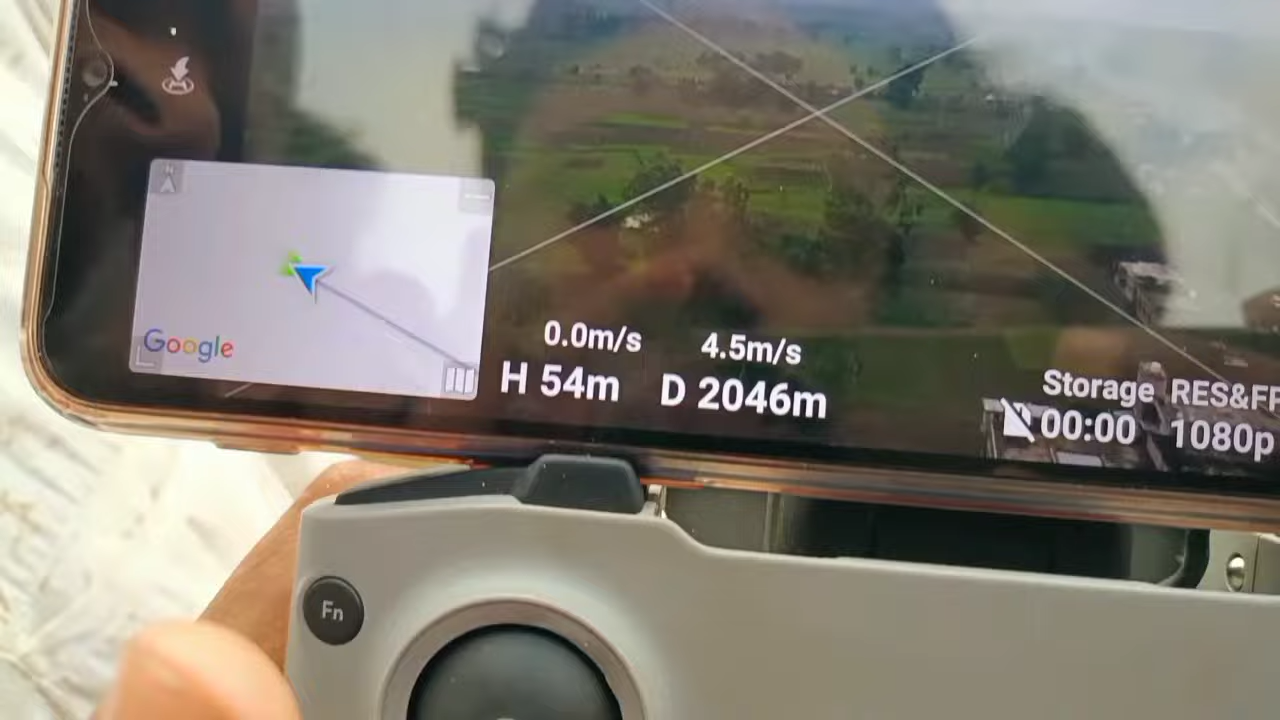 N
Google
0.0m/s 4.5m/s
H 54m D 2046m
Storage RES&FP
00:00 1080p
Fn